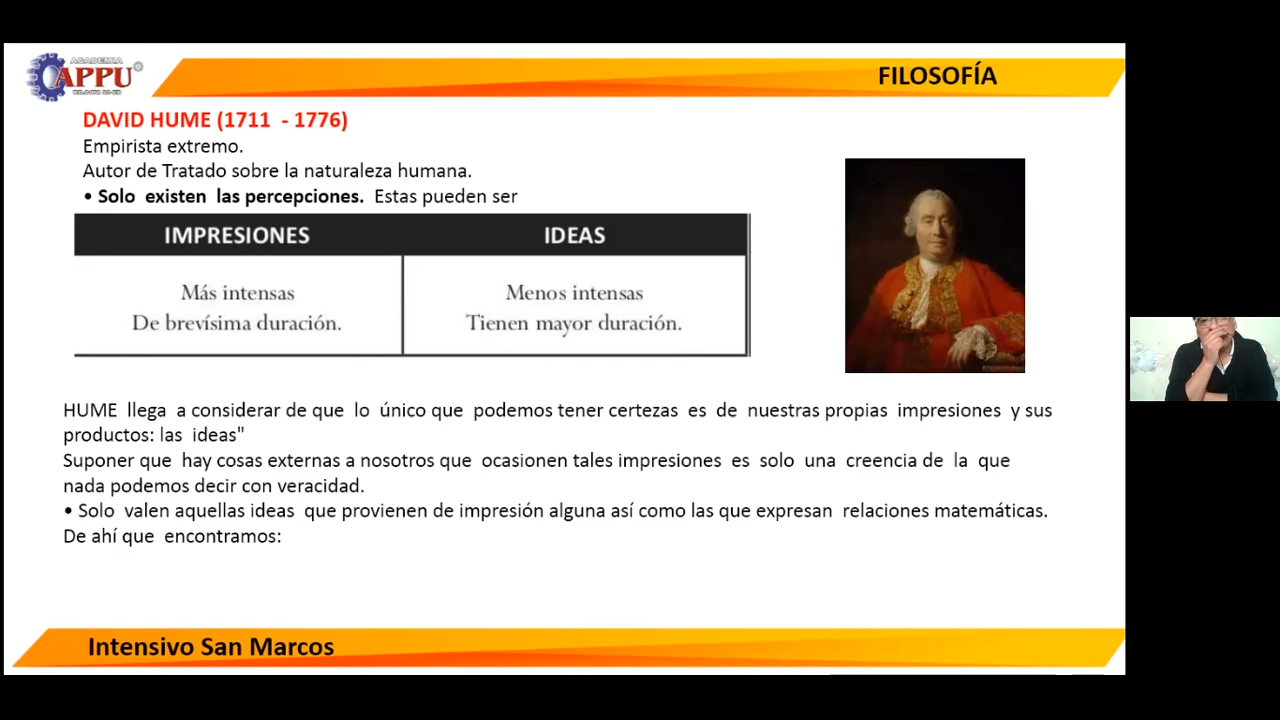 ACADEMIA
APPU
FILOSOFÍA
DAVID HUME (1711 - 1776)
Empirista extremo.
Autor de Tratado sobre la naturaleza humana.
• Solo existen las percepciones. Estas pueden ser
IMPRESIONES IDEAS
Más intensas Menos intensas
De brevísima duración. Tienen mayor duración.
HUME llega a considerar de que lo único que podemos tener certezas es de nuestras propias impresiones y sus
productos: las ideas"
Suponer que hay cosas externas a nosotros que ocasionen tales impresiones es solo una creencia de la que
nada podemos decir con veracidad.
• Solo valen aquellas ideas que provienen de impresión alguna así como las que expresan relaciones matemáticas.
De ahí que encontramos:
Intensivo San Marcos